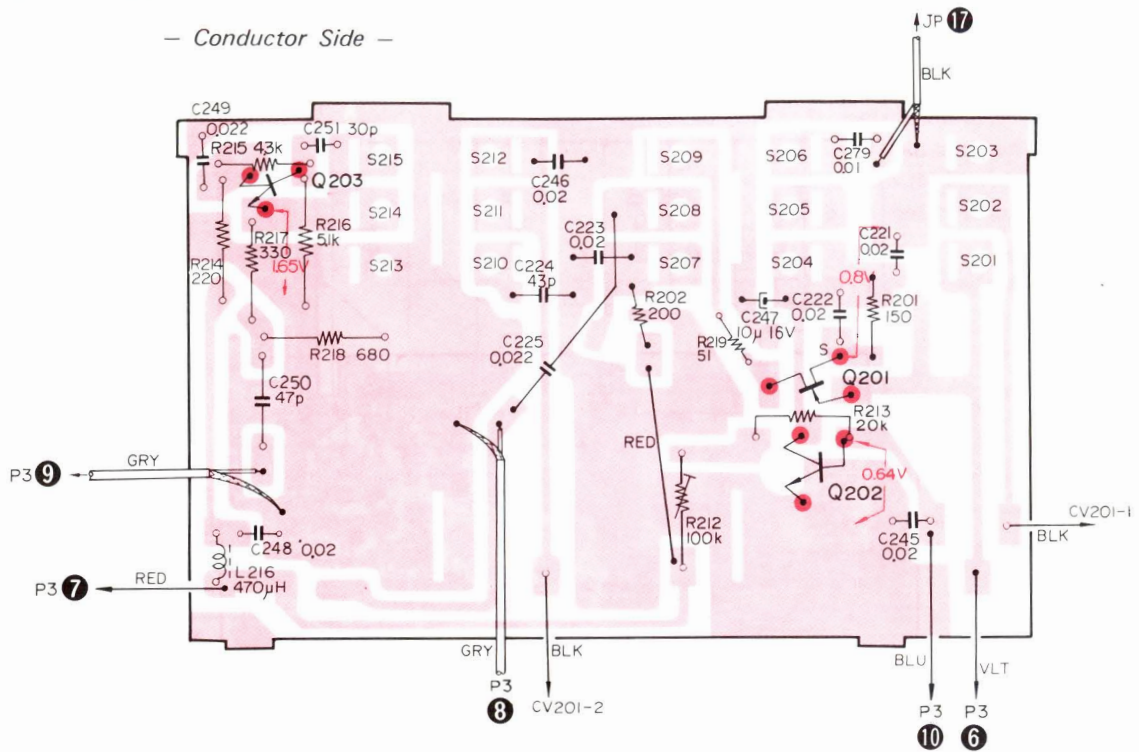 – Conductor Side –
JP 17
BLK
C249
0.022
C251 30p
R215 43k
Q203
S215
S212
C246
0.02
S209
S206
C279
0.01
S203
S214
S211
S208
S205
S202
R217
330
R216
5.1k
1.65V
R214
220
C223
0.02
C221
0.02
S213
S210
C224
43p
S207
S204
S201
0.8V
R202
200
C247
10μ 16V
C222
0.02
R201
150
R218 680
C225
0.022
R219
51
S
Q201
C250
47p
R213
20k
RED
0.64V
Q202
P3 9
GRY
R212
100k
C248 0.02
C245
0.02
CV201-1
BLK
L216
470μH
P3 7
RED
GRY
BLK
BLU
VLT
P3
8
CV201-2
P3
10
P3
6